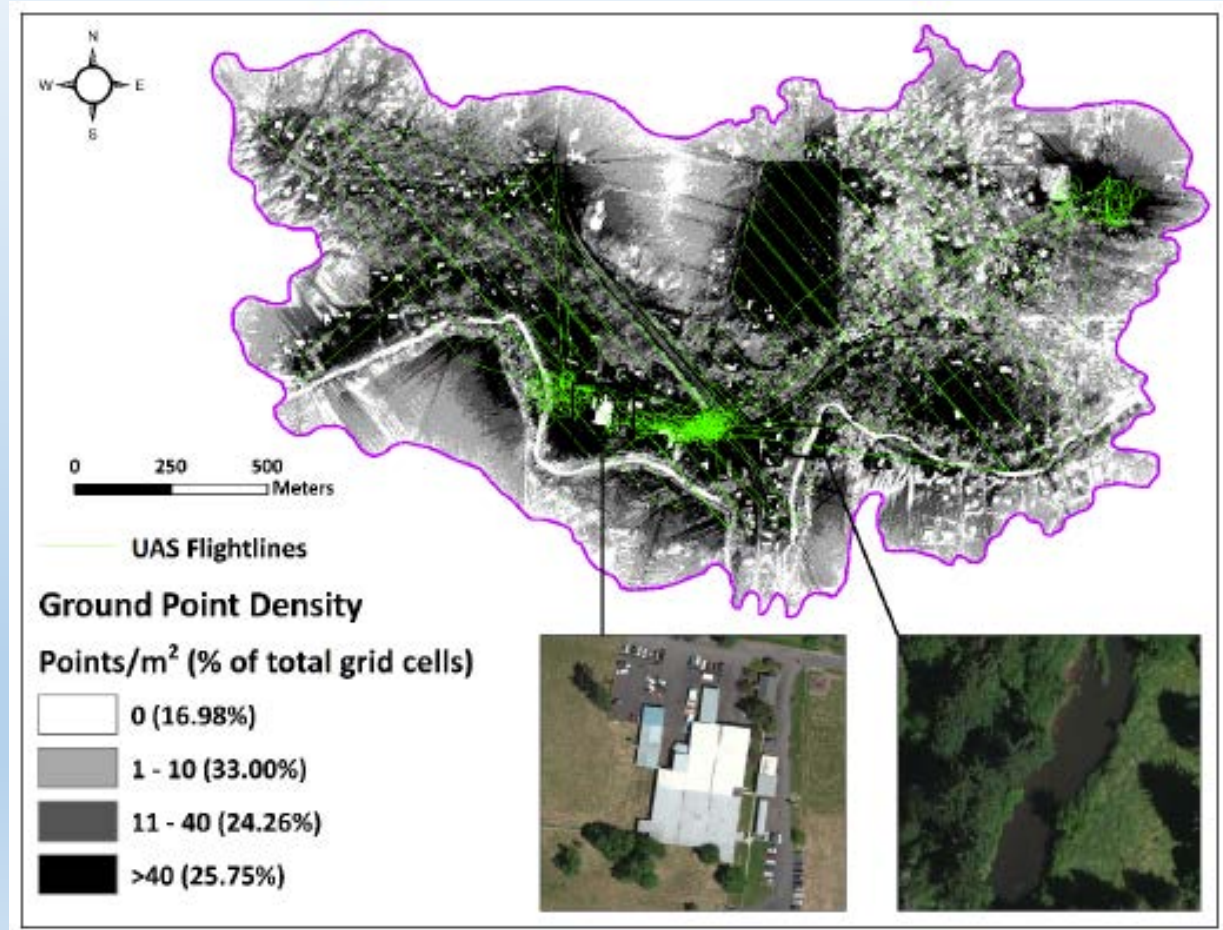 N
W E
S
0 250 500
Meters
UAS Flightlines
Ground Point Density
Points/m² (% of total grid cells)
0 (16.98%)
1 - 10 (33.00%)
11 - 40 (24.26%)
>40 (25.75%)